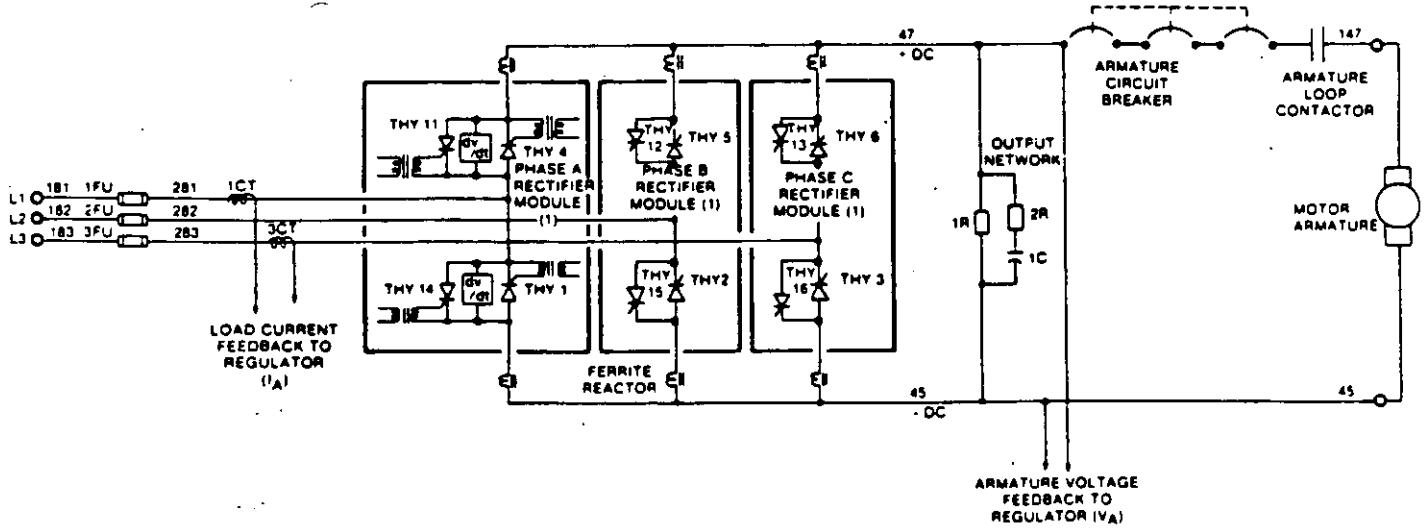 47
+ DC
147
ARMATURE
CIRCUIT
BREAKER
ARMATURE
LOOP
CONTACTOR
THY 11
dv
/dt
THY 4
PHASE A
RECTIFIER
MODULE
(1)
THY
12
THY 5
PHASE B
RECTIFIER
MODULE (1)
THY
13
THY 6
PHASE C
RECTIFIER
MODULE (1)
OUTPUT
NETWORK
1R
2R
1C
MOTOR
ARMATURE
L1 181 1FU 281 1CT
L2 182 2FU 282
L3 183 3FU 283 3CT
THY 14
dv
/dt
THY 1
THY
15
THY2
THY
16
THY 3
LOAD CURRENT
FEEDBACK TO
REGULATOR
(IA)
FERRITE
REACTOR
45
- DC
45
ARMATURE VOLTAGE
FEEDBACK TO
REGULATOR (VA)